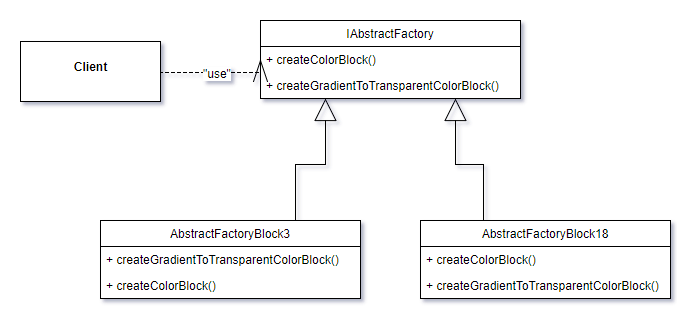 IAbstractFactory
Client
+ createColorBlock()
"use"
+ createGradientToTransparentColorBlock()
AbstractFactoryBlock3
+ createGradientToTransparentColorBlock()
+ createColorBlock()
AbstractFactoryBlock18
+ createColorBlock()
+ createGradientToTransparentColorBlock()